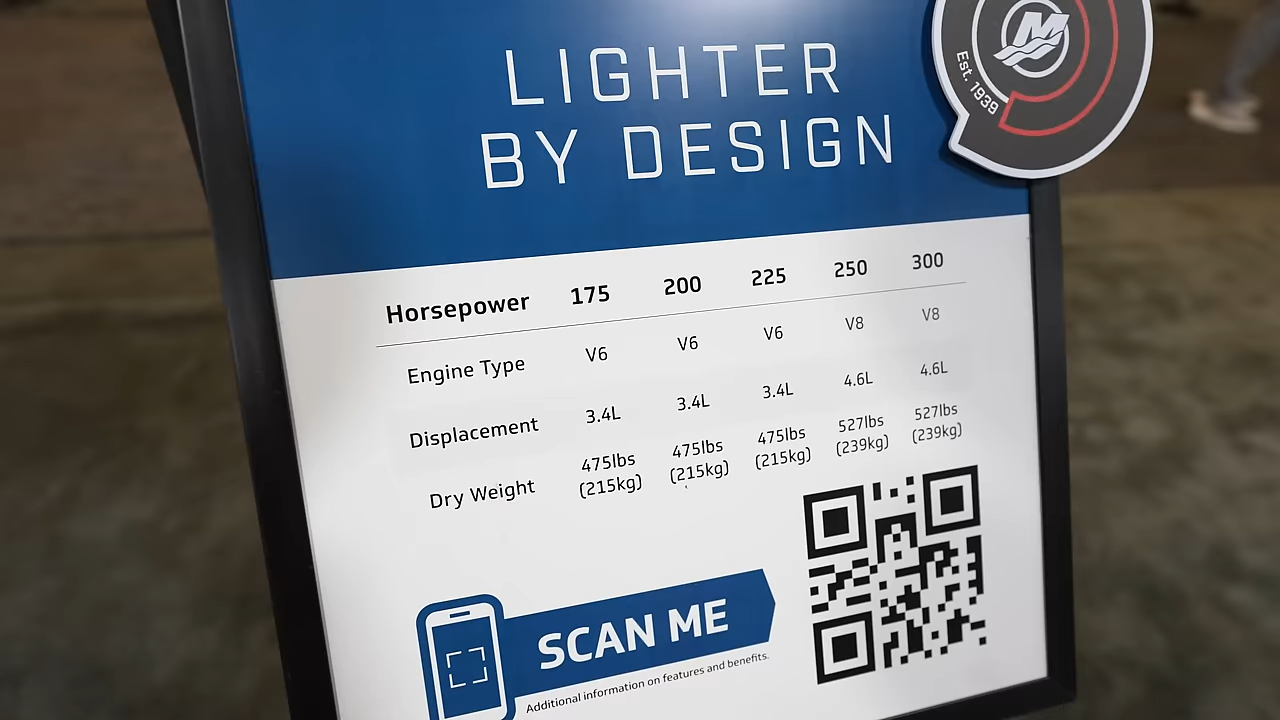 LIGHTER
BY DESIGN
M
Est. 1939
Horsepower 175 200 225 250 300
Engine Type V6 V6 V6 V8 V8
Displacement 3.4L 3.4L 3.4L 4.6L 4.6L
Dry Weight 475lbs 475lbs 475lbs 527lbs 527lbs
(215kg) (215kg) (215kg) (239kg) (239kg)
SCAN ME
Additional information on features and benefits.